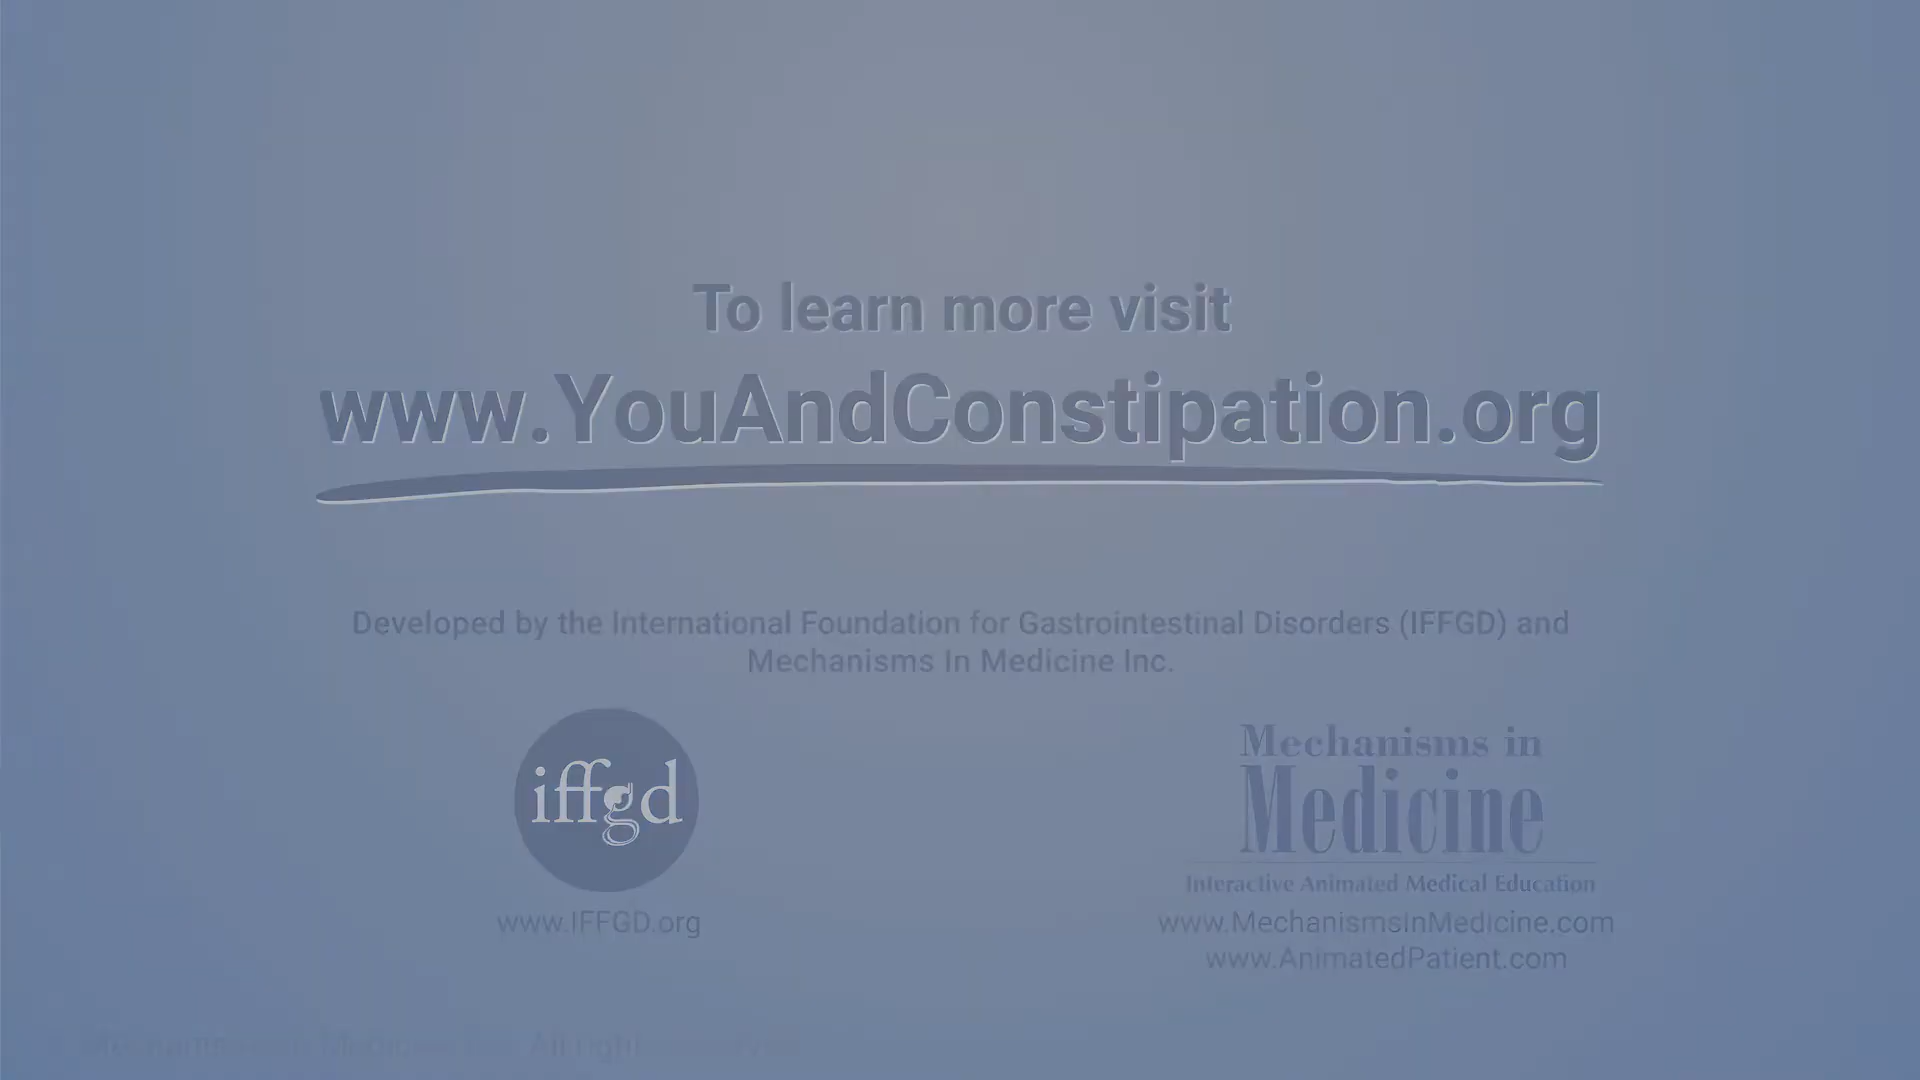 To learn more visit
www.YouAndConstipation.org
Developed by the International Foundation for Gastrointestinal Disorders (IFFGD) and
Mechanisms In Medicine Inc.
iffgd
www.IFFGD.org
Mechanisms in
Medicine
Interactive Animated Medical Education
www.MechanismsInMedicine.com
www.AnimatedPatient.com
All right